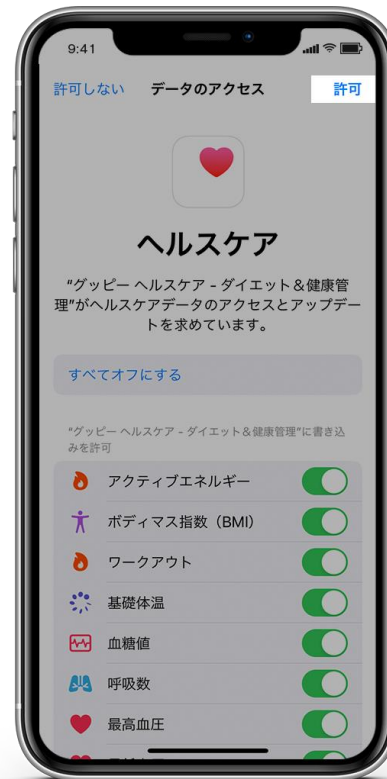 9:41
許可しない データのアクセス 許可
ヘルスケア
"グッピー ヘルスケア - ダイエット＆健康管
理"がヘルスケアデータのアクセスとアップデー
トを求めています。
すべてオフにする
"グッピー ヘルスケア - ダイエット＆健康管理"に書き込
みを許可
アクティブエネルギー
ボディマス指数（BMI）
ワークアウト
基礎体温
血糖値
呼吸数
最高血圧